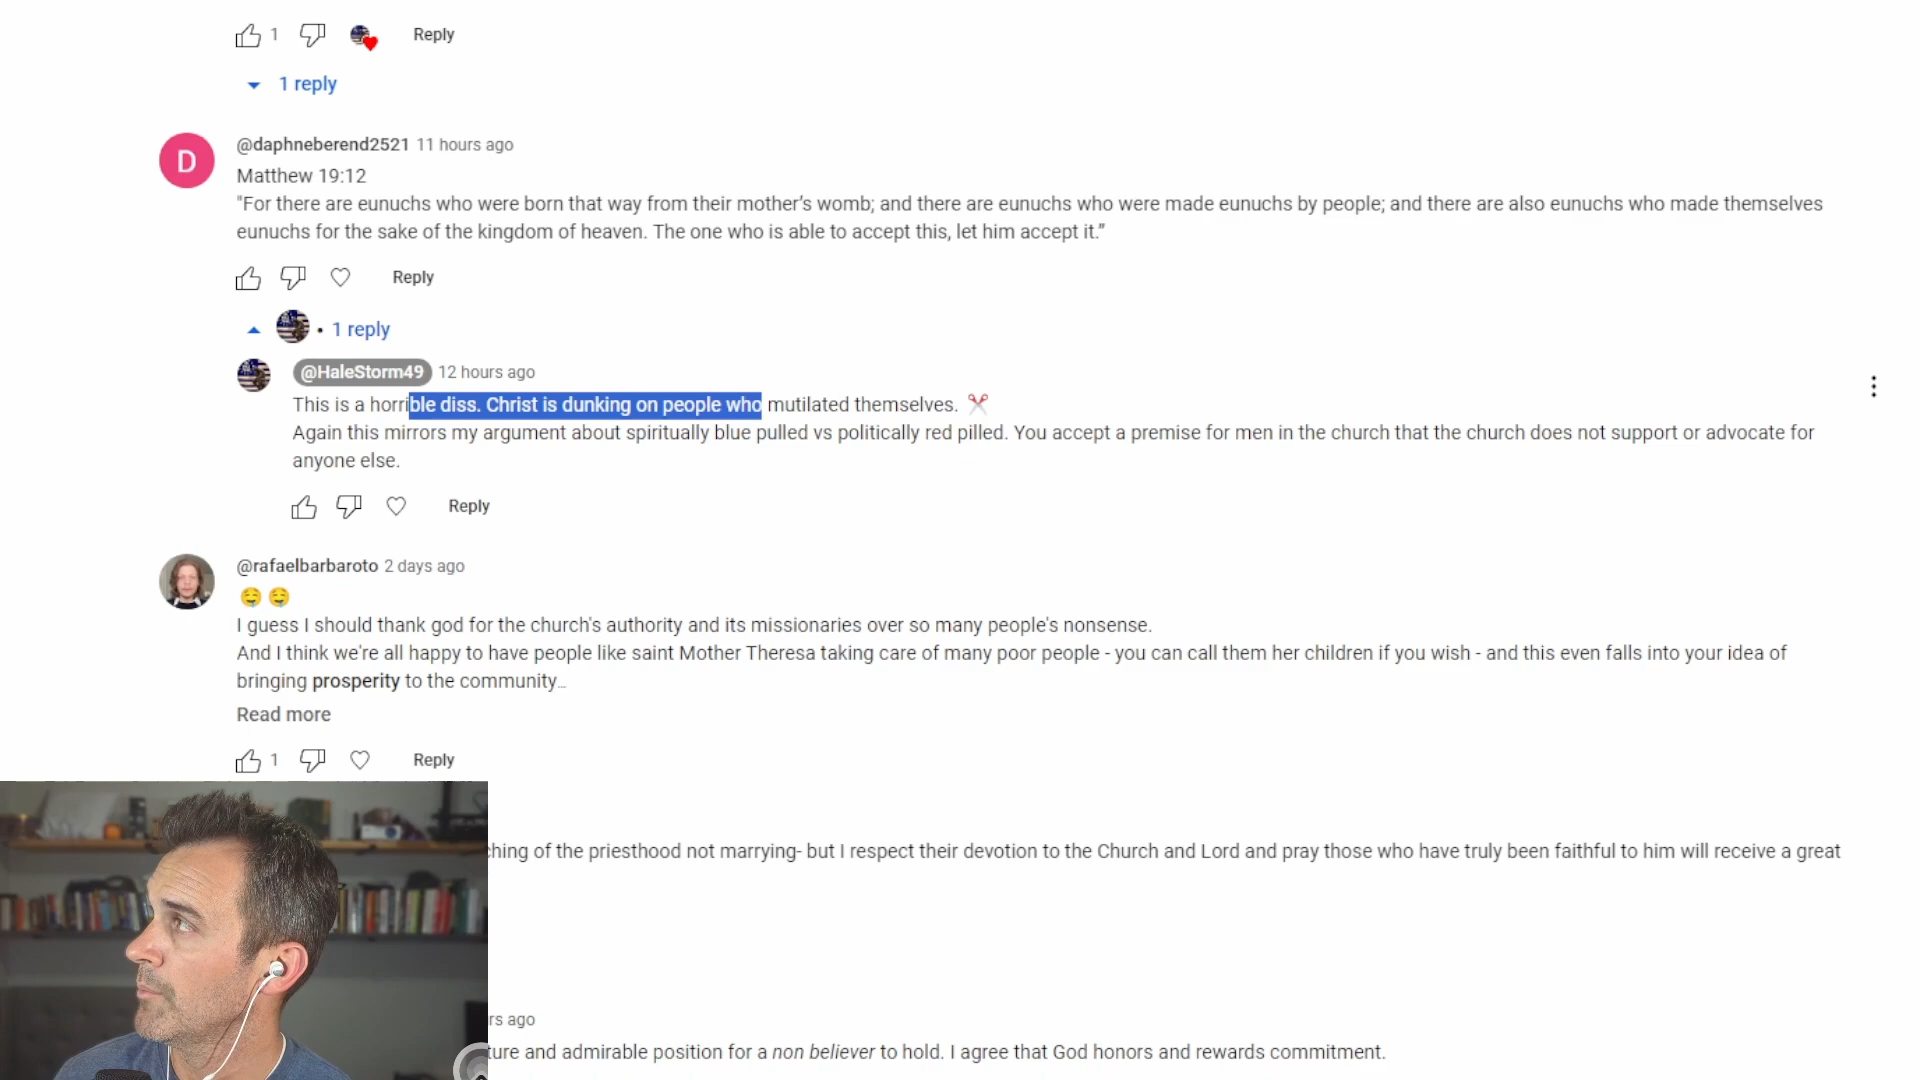 1 Reply
1 reply
D @daphneberend2521 11 hours ago
Matthew 19:12
"For there are eunuchs who were born that way from their mother's womb; and there are eunuchs who were made eunuchs by people; and there are also eunuchs who made themselves
eunuchs for the sake of the kingdom of heaven. The one who is able to accept this, let him accept it."
Reply
• 1 reply
@HaleStorm49 12 hours ago
This is a horrible diss. Christ is dunking on people who mutilated themselves. ✂️
Again this mirrors my argument about spiritually blue pulled vs politically red pilled. You accept a premise for men in the church that the church does not support or advocate for
anyone else.
Reply
@rafaelbarbaroto 2 days ago
🤤🤤
I guess I should thank god for the church's authority and its missionaries over so many people's nonsense.
And I think we're all happy to have people like saint Mother Theresa taking care of many poor people - you can call them her children if you wish - and this even falls into your idea of
bringing prosperity to the community...
Read more
1 Reply
ching of the priesthood not marrying- but I respect their devotion to the Church and Lord and pray those who have truly been faithful to him will receive a great
rs ago
ture and admirable position for a non believer to hold. I agree that God honors and rewards commitment.